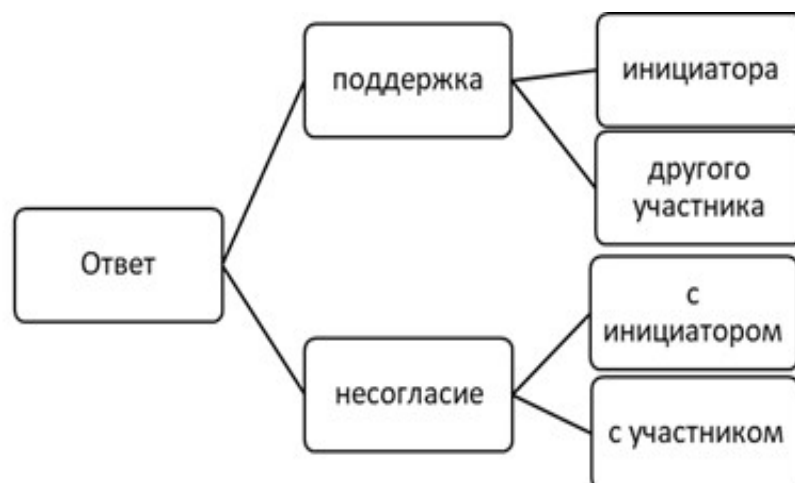 Ответ
поддержка
инициатора
другого
участника
несогласие
с
инициатором
с участником